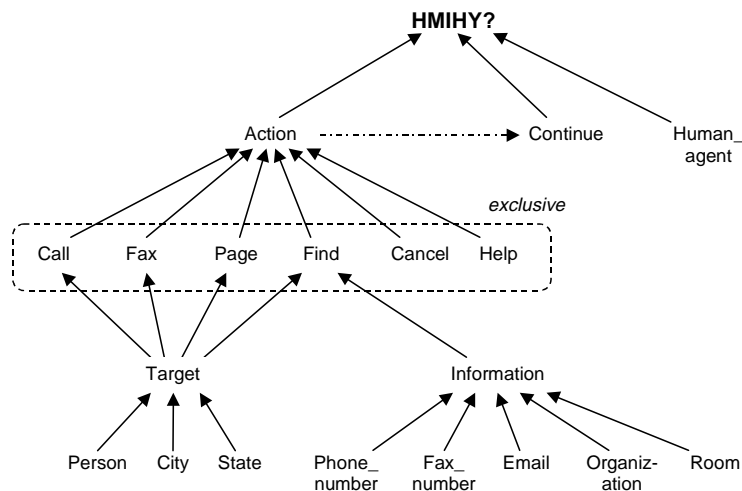 HMIHY?
Action
Continue
Human_
agent
exclusive
Call
Fax
Page
Find
Cancel
Help
Target
Information
Person
City
State
Phone_
number
Fax_
number
Email
Organiz-
ation
Room